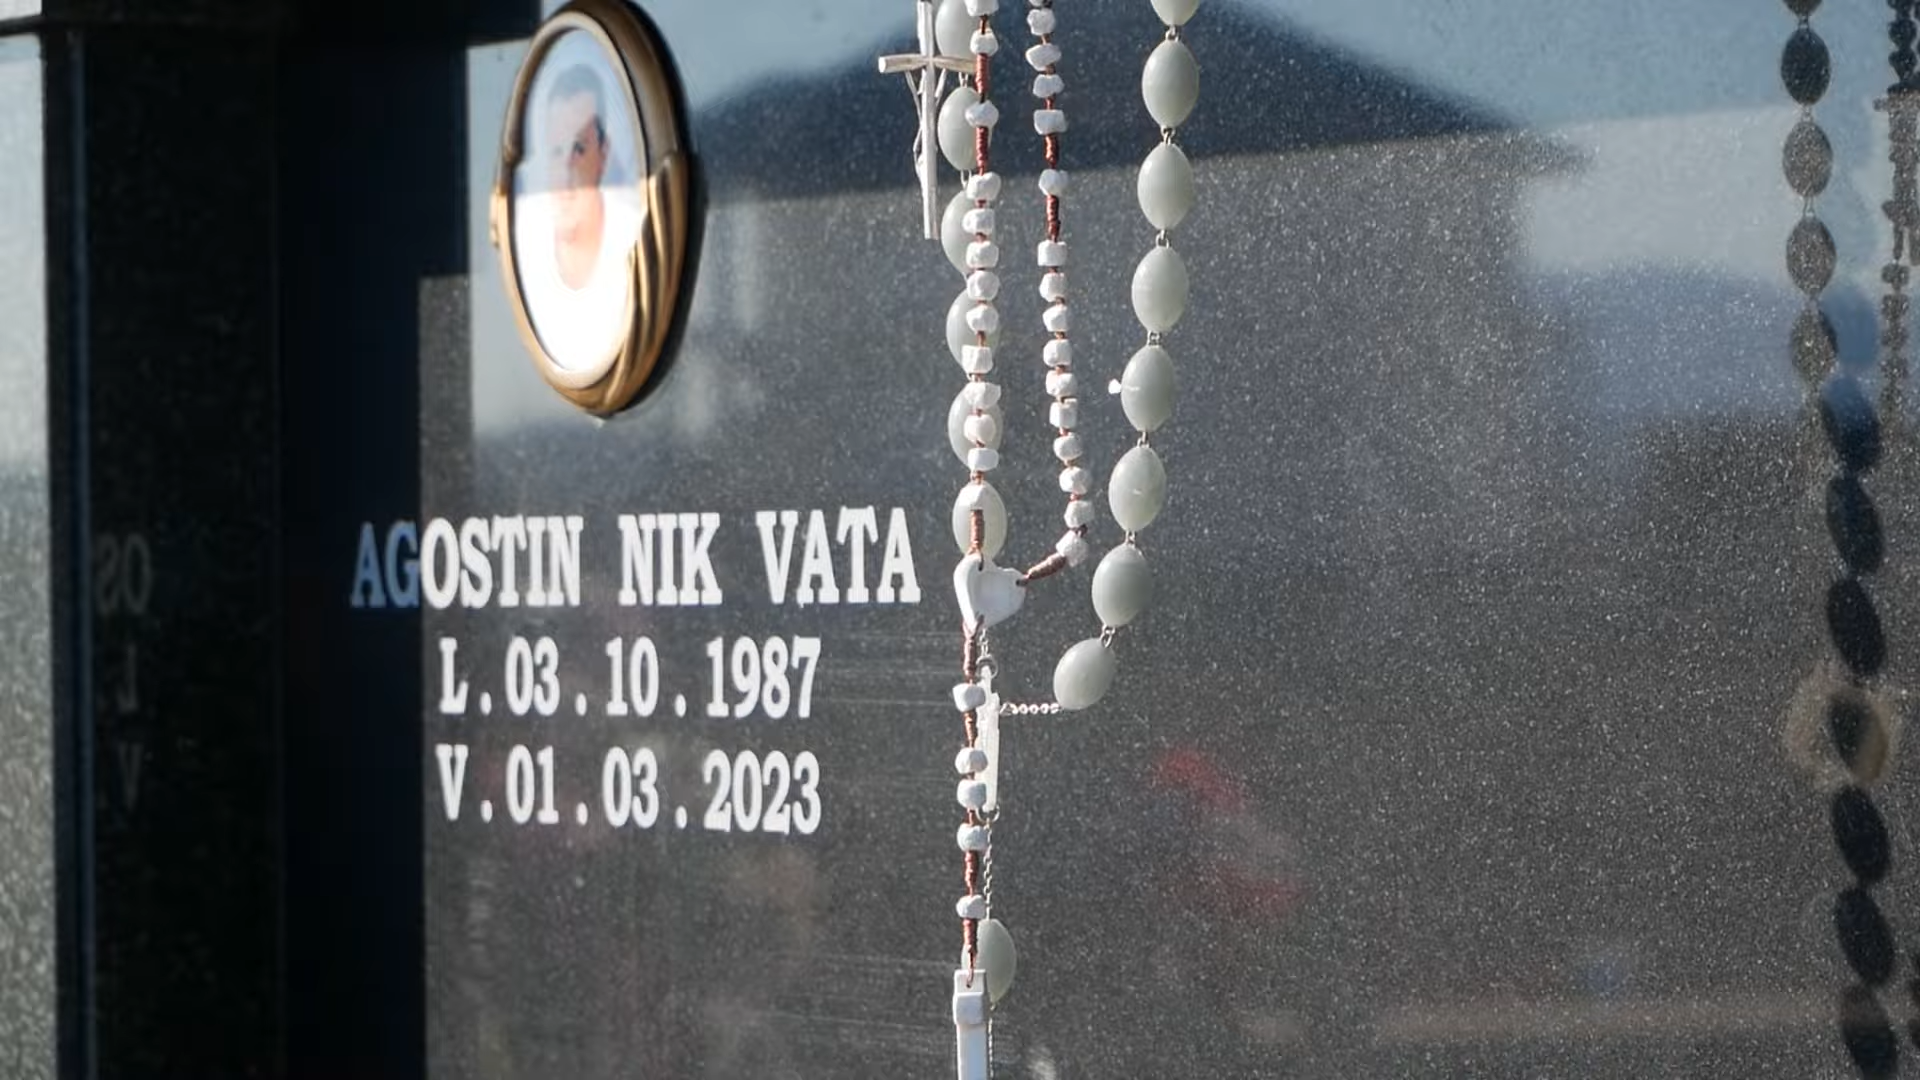 AGOSTIN NIK VATA
L . 03 . 10 . 1987
V . 01 . 03 . 2023